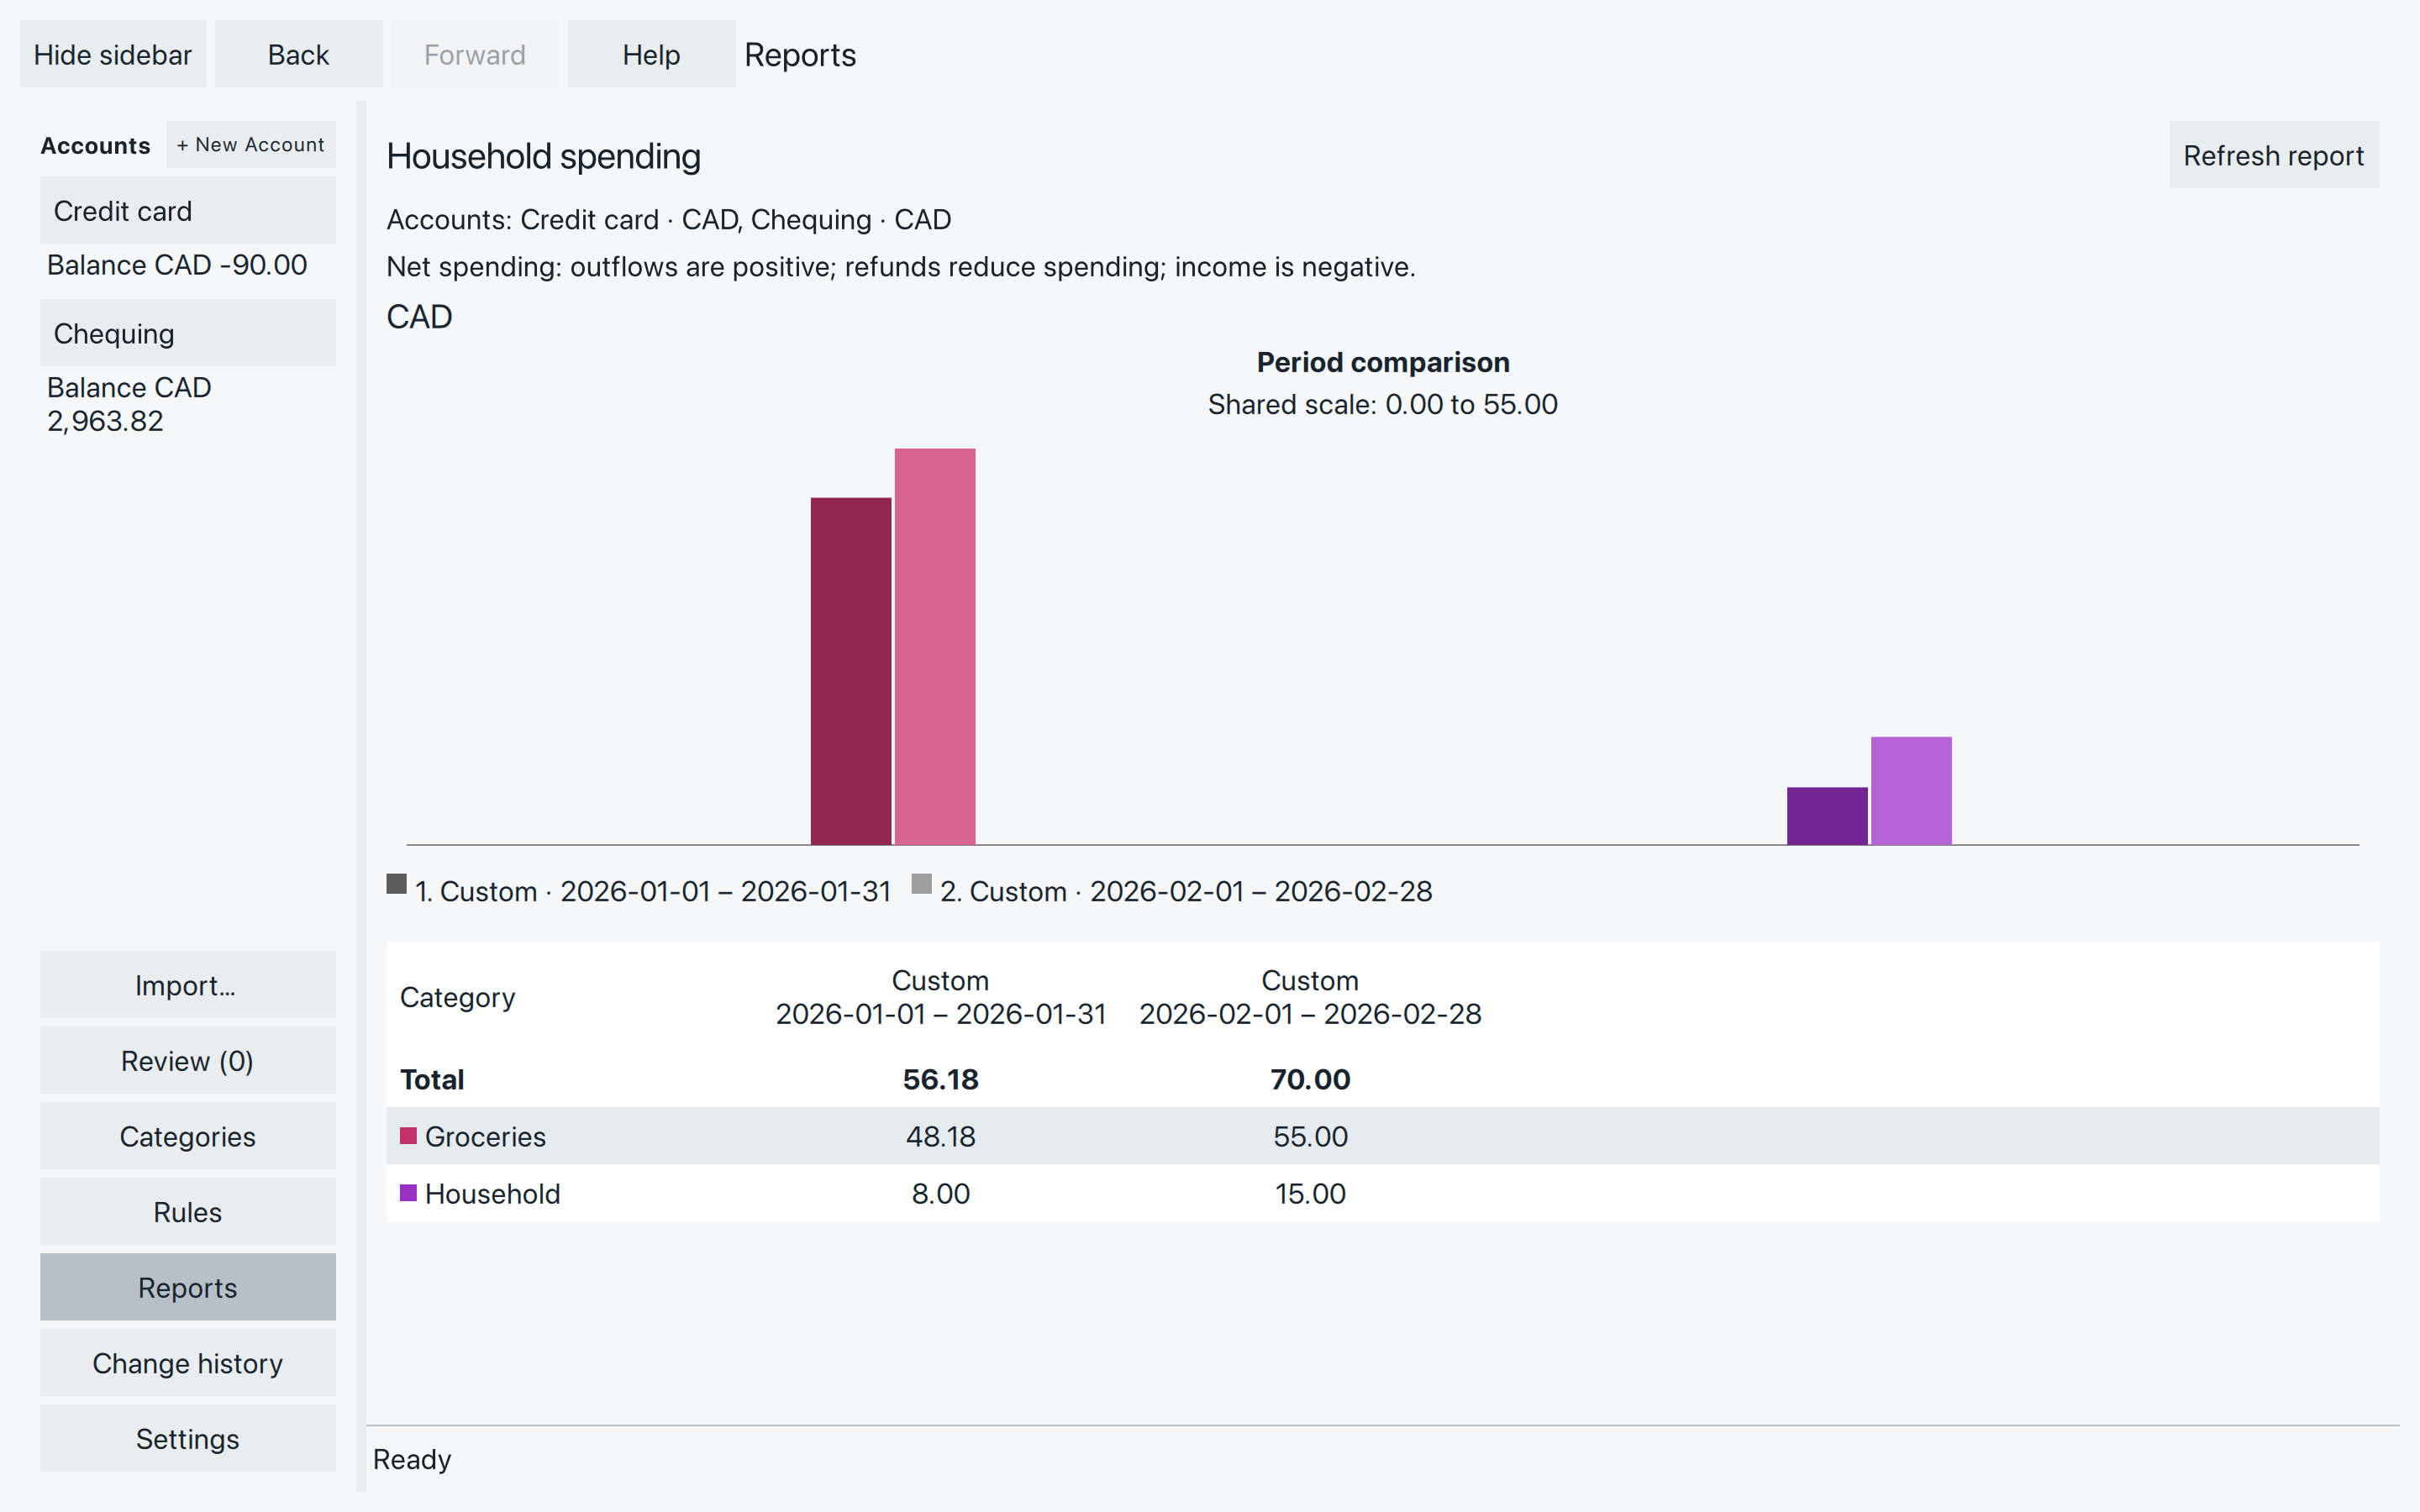 Hide sidebar
Back
Forward
Help
Reports
Accounts
+ New Account
Credit card
Balance CAD -90.00
Chequing
Balance CAD
2,963.82
Import...
Review (0)
Categories
Rules
Reports
Change history
Settings
Household spending
Refresh report
Accounts: Credit card · CAD, Chequing · CAD
Net spending: outflows are positive; refunds reduce spending; income is negative.
CAD
Period comparison
Shared scale: 0.00 to 55.00
1. Custom · 2026-01-01 – 2026-01-31
2. Custom · 2026-02-01 – 2026-02-28
Category
Custom
2026-01-01 – 2026-01-31
Custom
2026-02-01 – 2026-02-28
Total 56.18 70.00
Groceries 48.18 55.00
Household 8.00 15.00
Ready